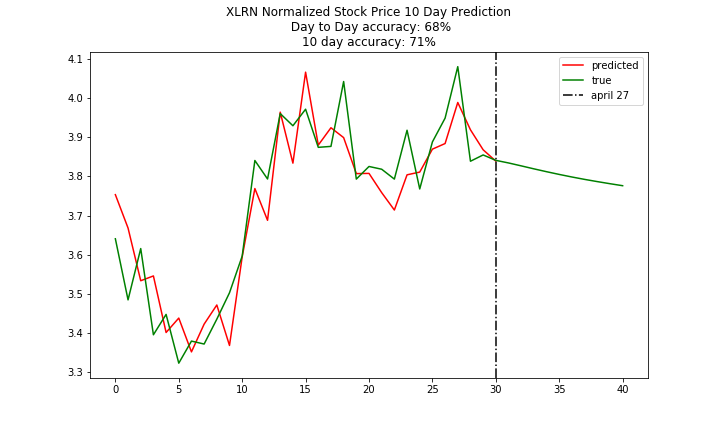 XLRN Normalized Stock Price 10 Day Prediction
Day to Day accuracy: 68%
10 day accuracy: 71%
predicted
true
april 27
4.1
4.0
3.9
3.8
3.7
3.6
3.5
3.4
3.3
0 5 10 15 20 25 30 35 40